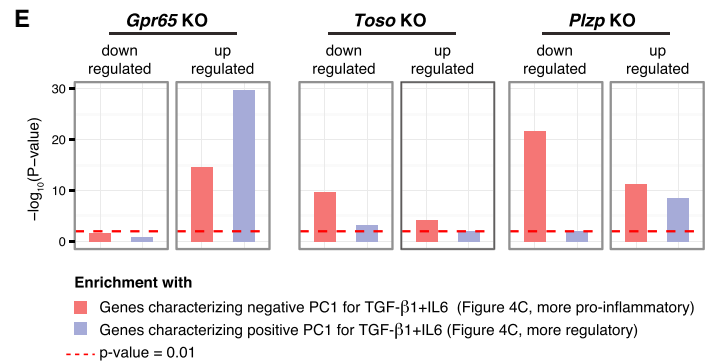 E
Gpr65 KO Toso KO Plzp KO
down regulated up regulated down regulated up regulated down regulated up regulated
30
20
10
0
−log10(P−value)
Enrichment with
Genes characterizing negative PC1 for TGF-β1+IL6 (Figure 4C, more pro-inflammatory)
Genes characterizing positive PC1 for TGF-β1+IL6 (Figure 4C, more regulatory)
p-value = 0.01